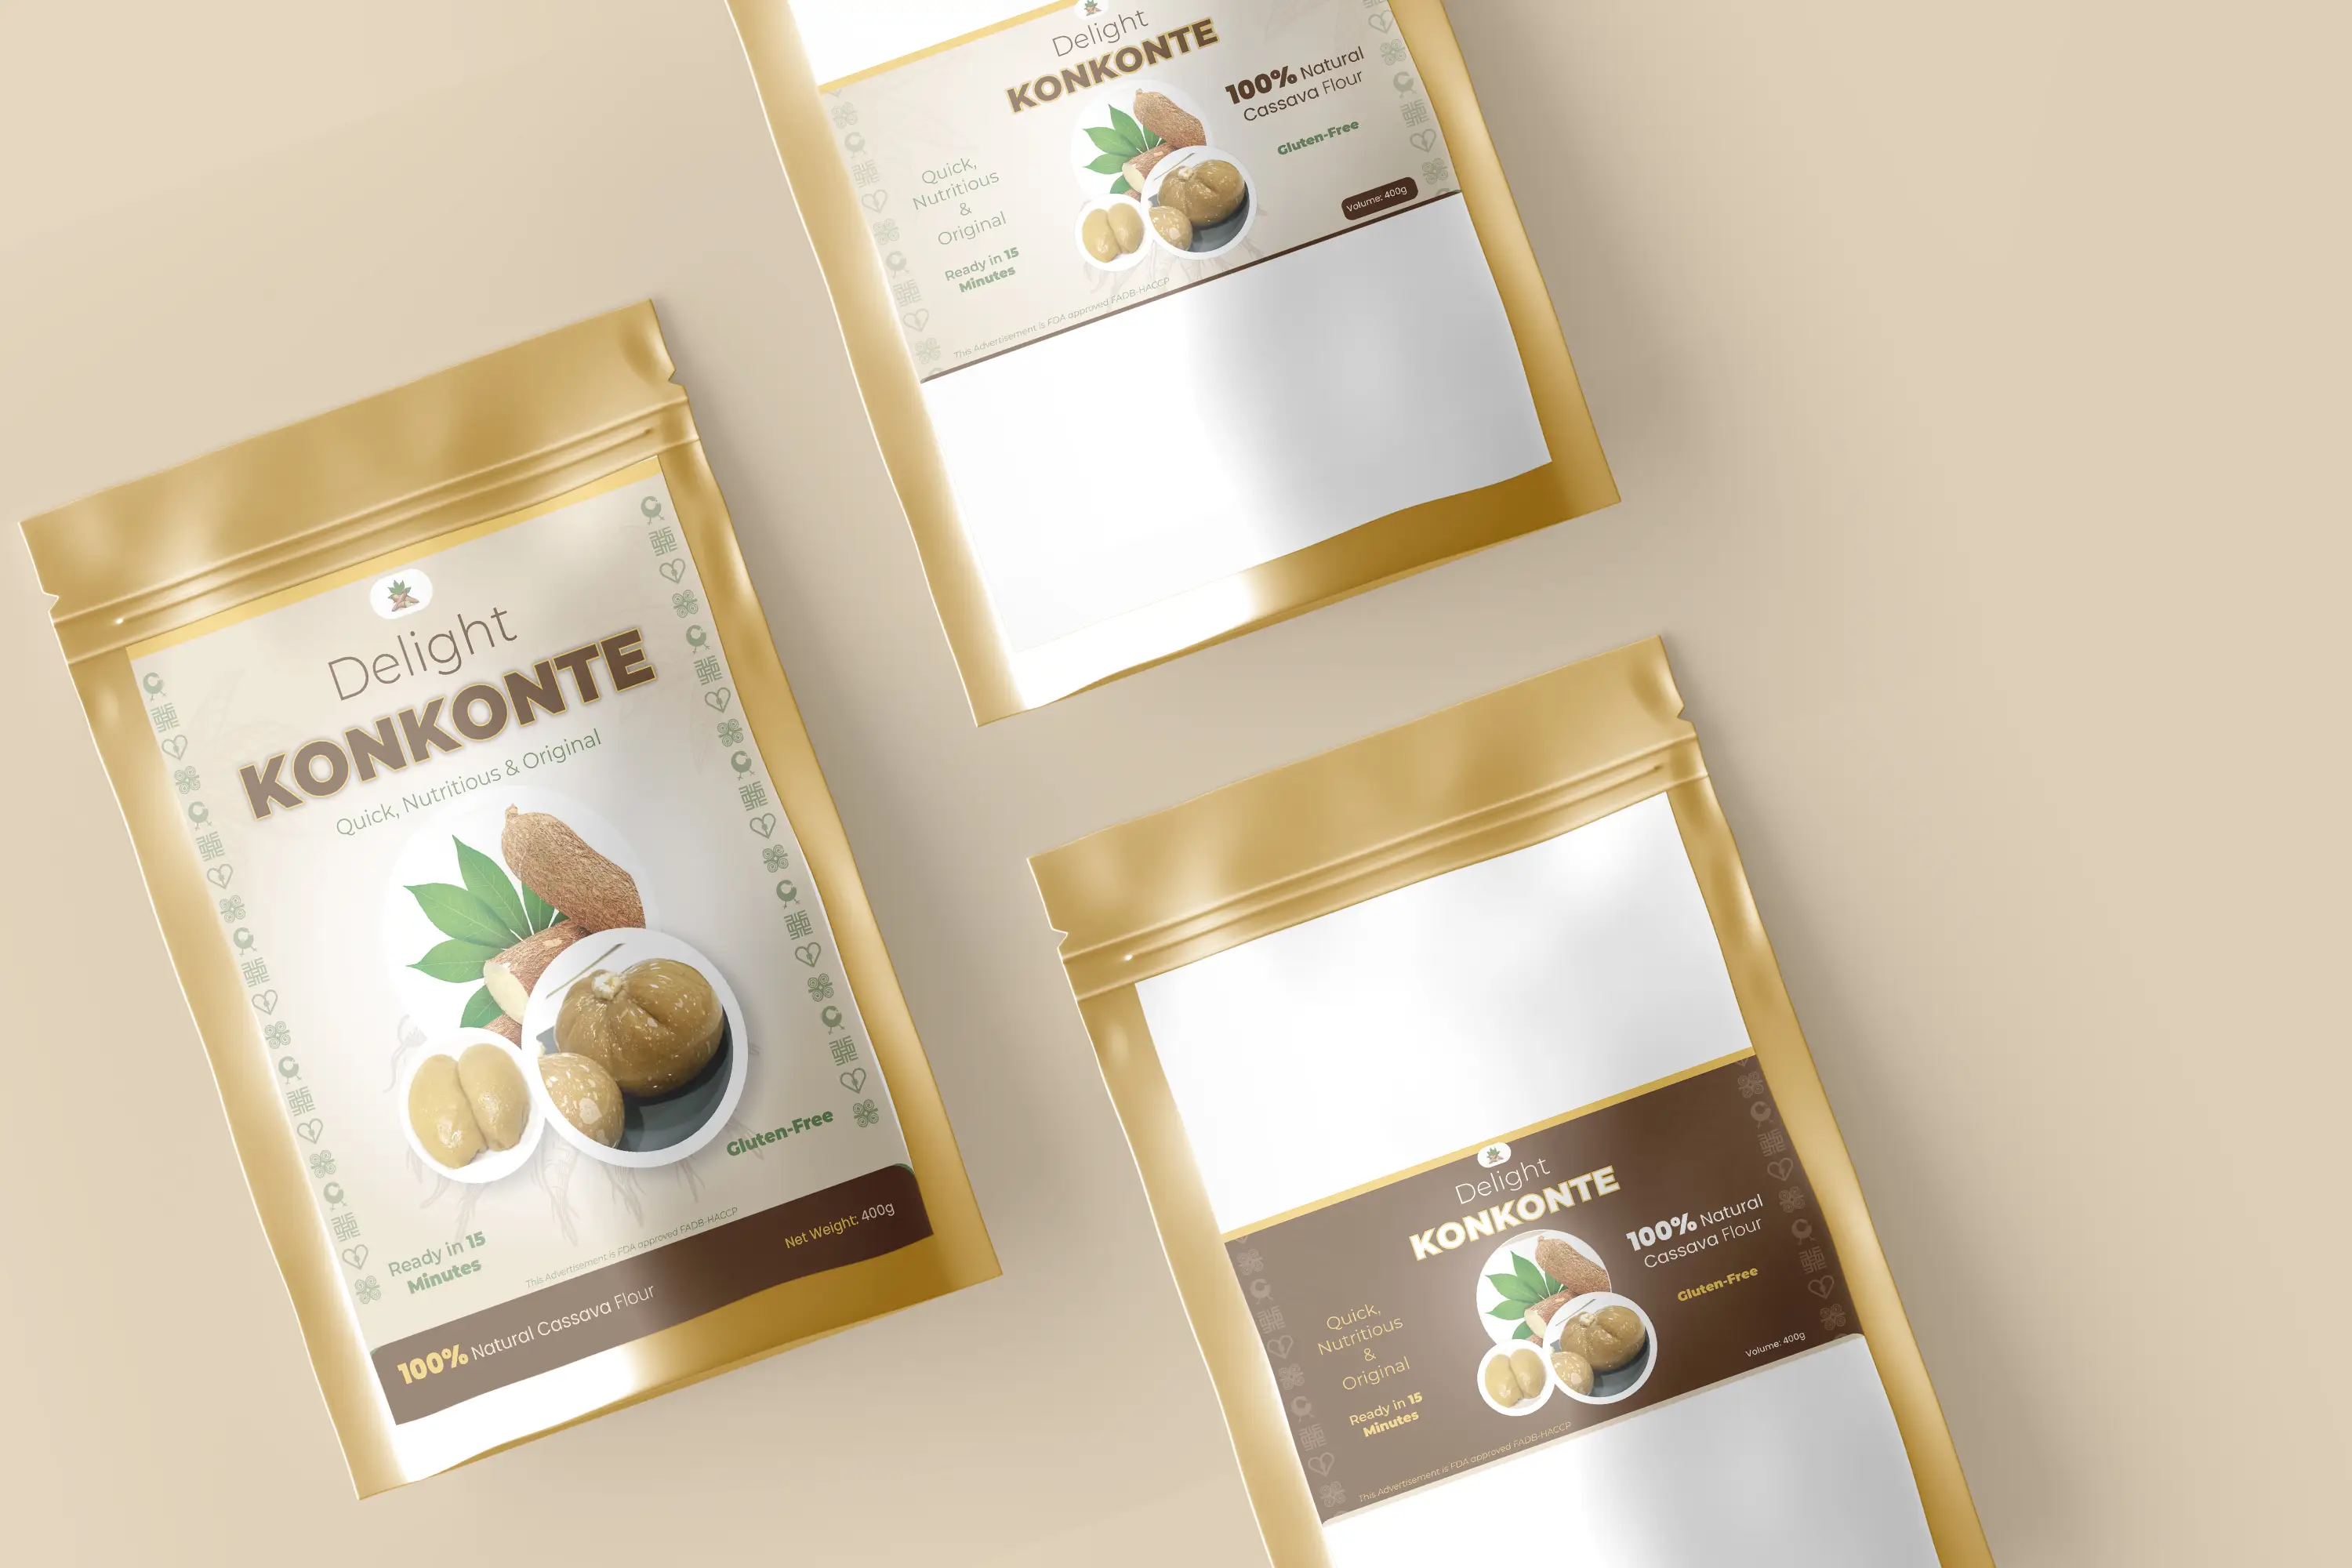 Delight
KONKONTE
Quick, Nutritious & Original
Gluten-Free
Ready in 15
Minutes
This Advertisement is FDA approved FADB-HACCP
Net Weight: 400g
100% Natural Cassava Flour
Delight
KONKONTE
100% Natural
Cassava Flour
Gluten-Free
Quick,
Nutritious
&
Original
Ready in 15
Minutes
Volume: 400g
This Advertisement is FDA approved FADB-HACCP
Delight
KONKONTE
100% Natural
Cassava Flour
Gluten-Free
Quick,
Nutritious
&
Original
Ready in 15
Minutes
Volume: 400g
This Advertisement is FDA approved FADB-HACCP